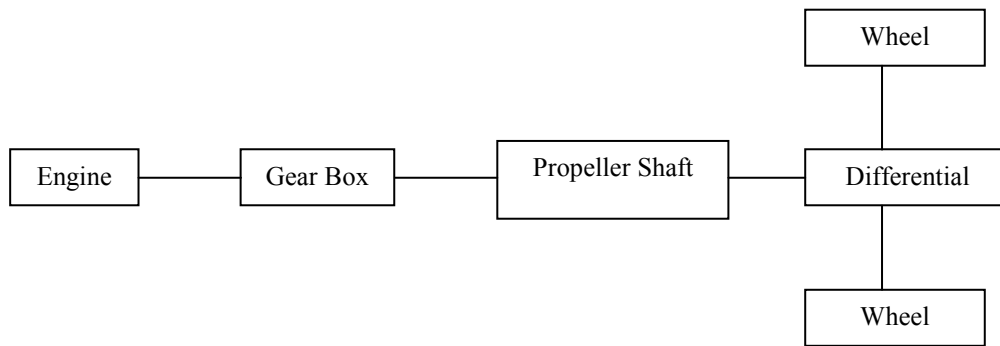 Wheel
Engine
Gear Box
Propeller Shaft
Differential
Wheel